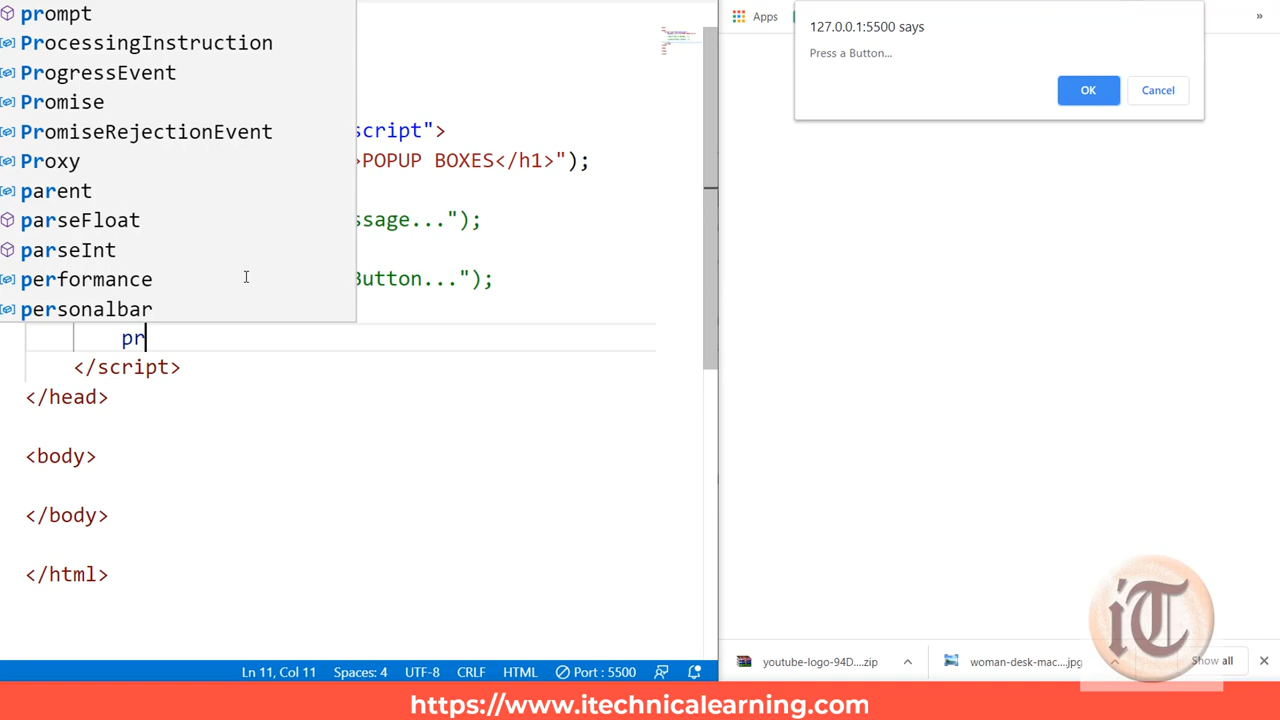 prompt
ProcessingInstruction
ProgressEvent
Promise
PromiseRejectionEvent
Proxy
parent
parseFloat
parseInt
performance
personalbar
script">
>POPUP BOXES</h1>");
ssage...");
Button...");
pr
</script>
</head>
<body>
</body>
</html>
Ln 11, Col 11 Spaces: 4 UTF-8 CRLF HTML Port : 5500
Apps
»
127.0.0.1:5500 says
Press a Button...
OK Cancel
youtube-logo-94D....zip woman-desk-mac....jpg Show all
iT
https://www.itechnicalearning.com